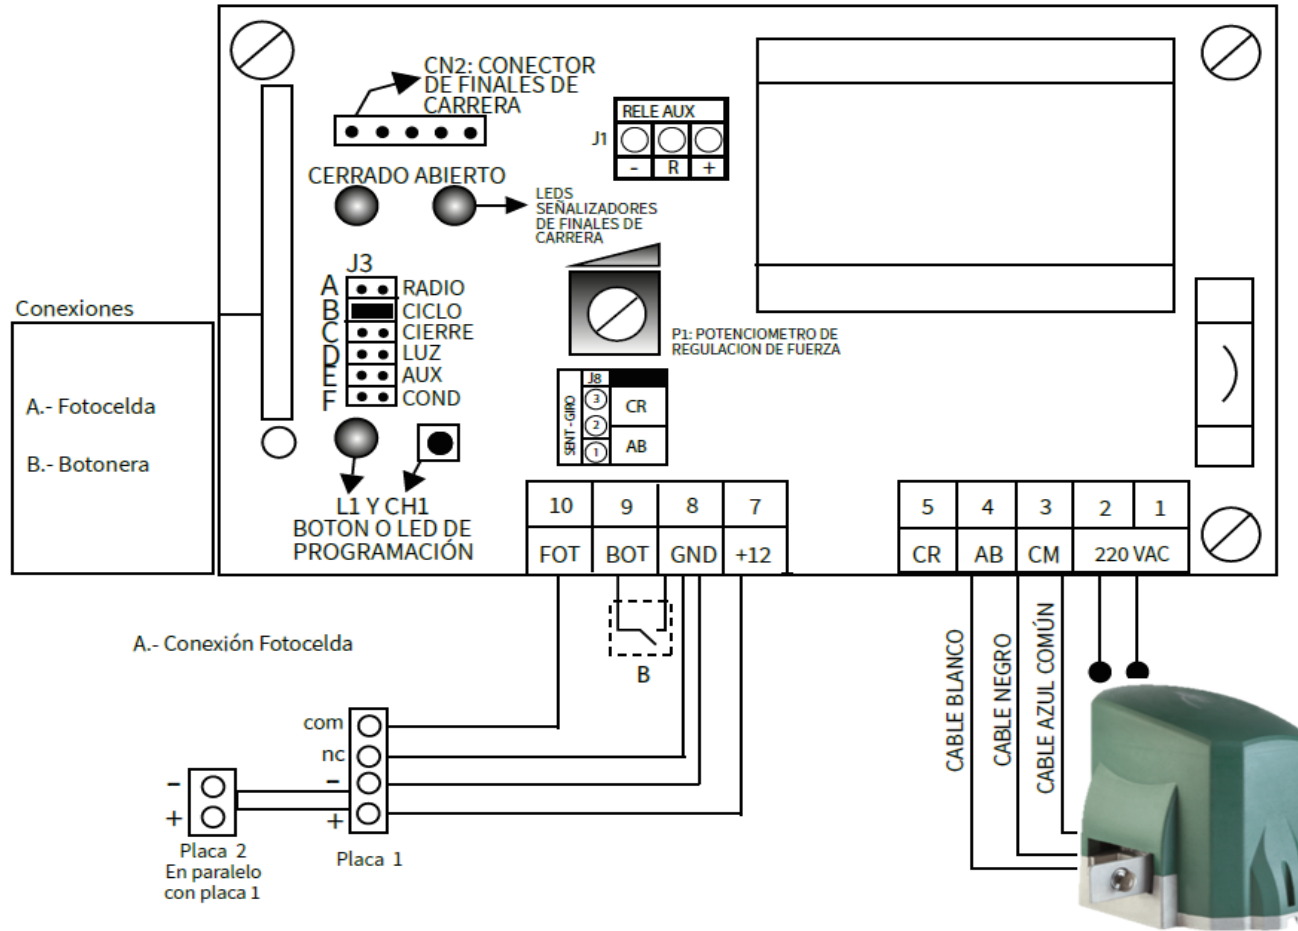 CN2: CONECTOR
DE FINALES DE
CARRERA
RELE AUX
J1
- R +
CERRADO ABIERTO
LEDS
SEÑALIZADORES
DE FINALES DE
CARRERA
J3
A RADIO
B CICLO
C CIERRE
D LUZ
E AUX
F COND
P1: POTENCIOMETRO DE
REGULACION DE FUERZA
Conexiones
A.- Fotocelda
B.- Botonera
SENT - GIRO
J8
3
CR
2
AB
1
L1 Y CH1
BOTON O LED DE
PROGRAMACIÓN
10 9 8 7
FOT BOT GND +12
5 4 3 2 1
CR AB CM 220 VAC
B
A.- Conexión Fotocelda
com
nc
-
+
Placa 1
-
+
Placa 2
En paralelo
con placa 1
CABLE BLANCO
CABLE NEGRO
CABLE AZUL COMÚN